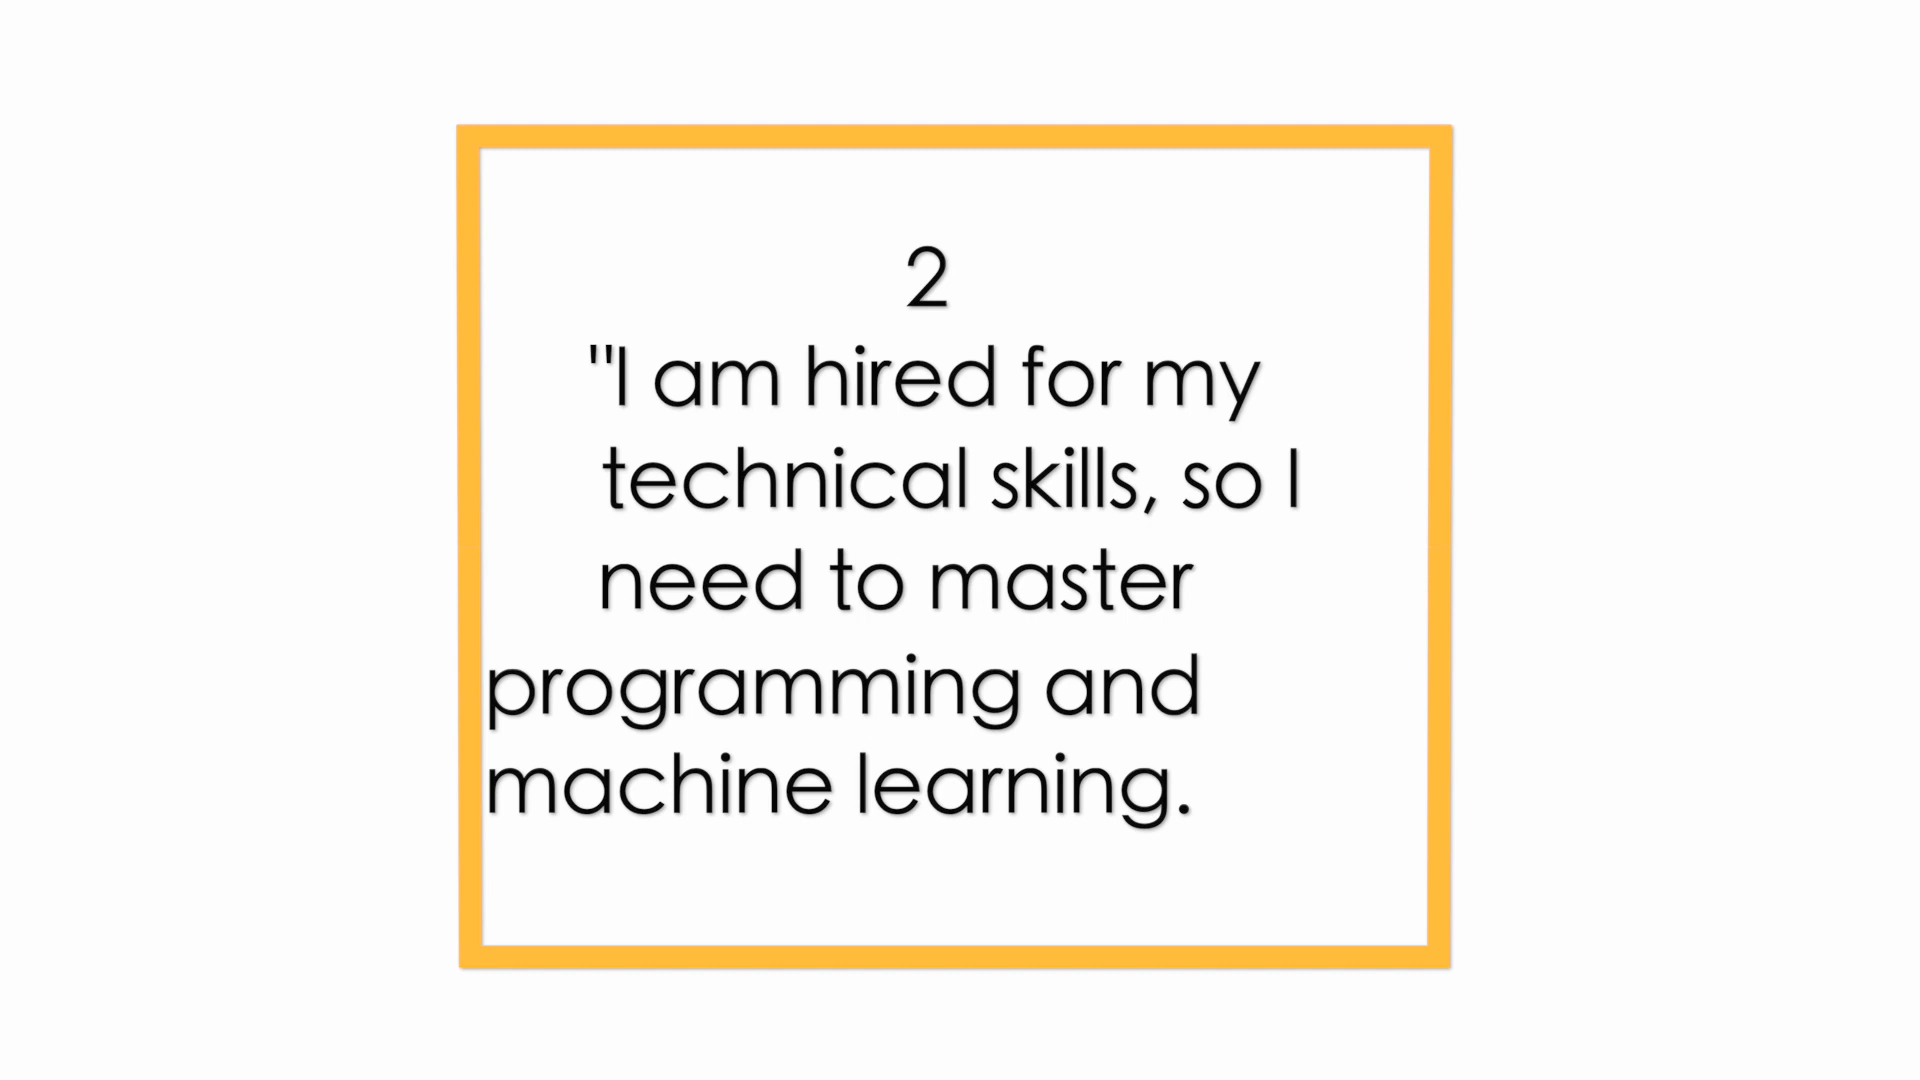 2
"I am hired for my
technical skills, so I
need to master
programming and
machine learning.